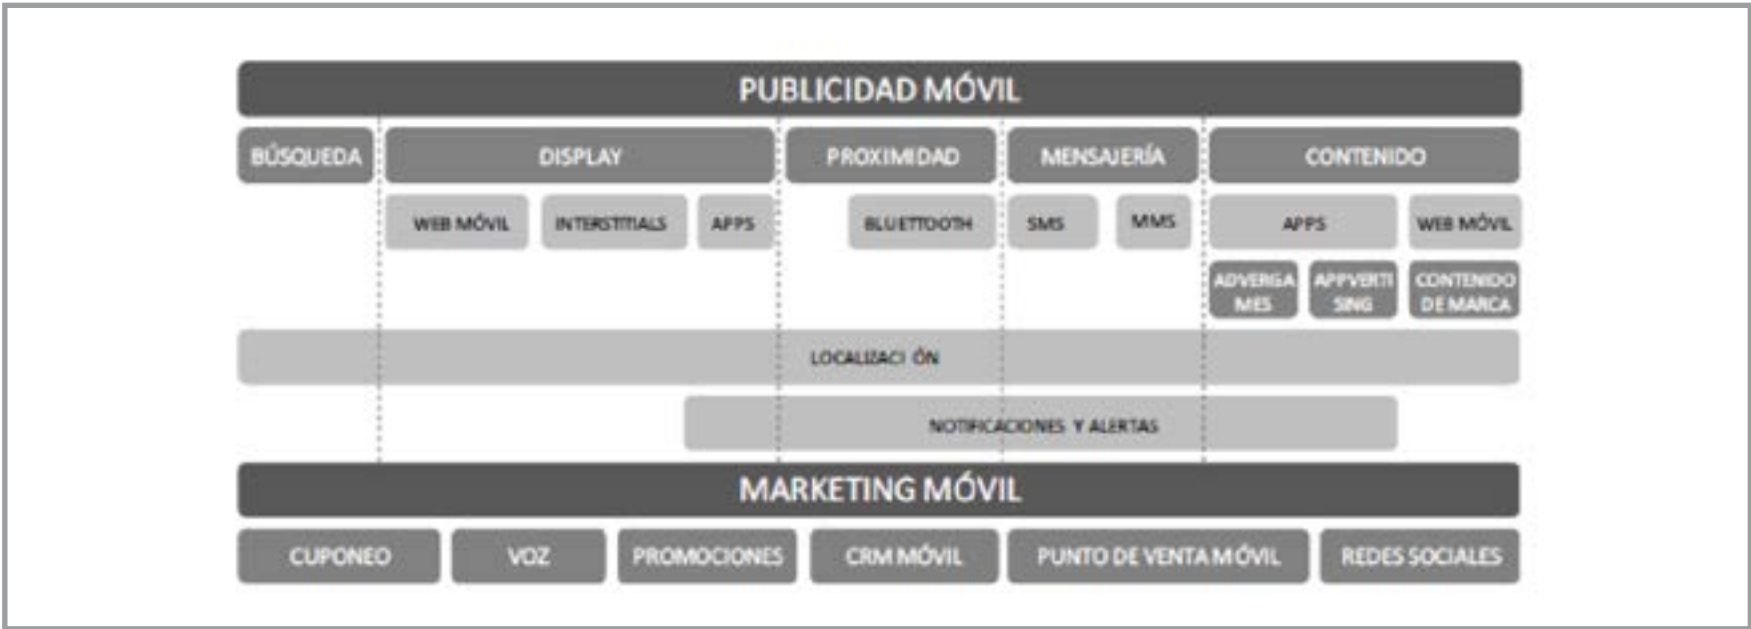 PUBLICIDAD MÓVIL
BÚSQUEDA
DISPLAY
PROXIMIDAD
MENSAJERÍA
CONTENIDO
WEB MÓVIL
INTERSTITIALS
APPS
BLUETTOOTH
SMS
MMS
APPS
WEB MÓVIL
ADVERGA
MES
APPVERTI
SING
CONTENIDO
DE MARCA
LOCALIZACI ÓN
NOTIFICACIONES Y ALERTAS
MARKETING MÓVIL
CUPONEO
VOZ
PROMOCIONES
CRM MÓVIL
PUNTO DE VENTA MÓVIL
REDES SOCIALES